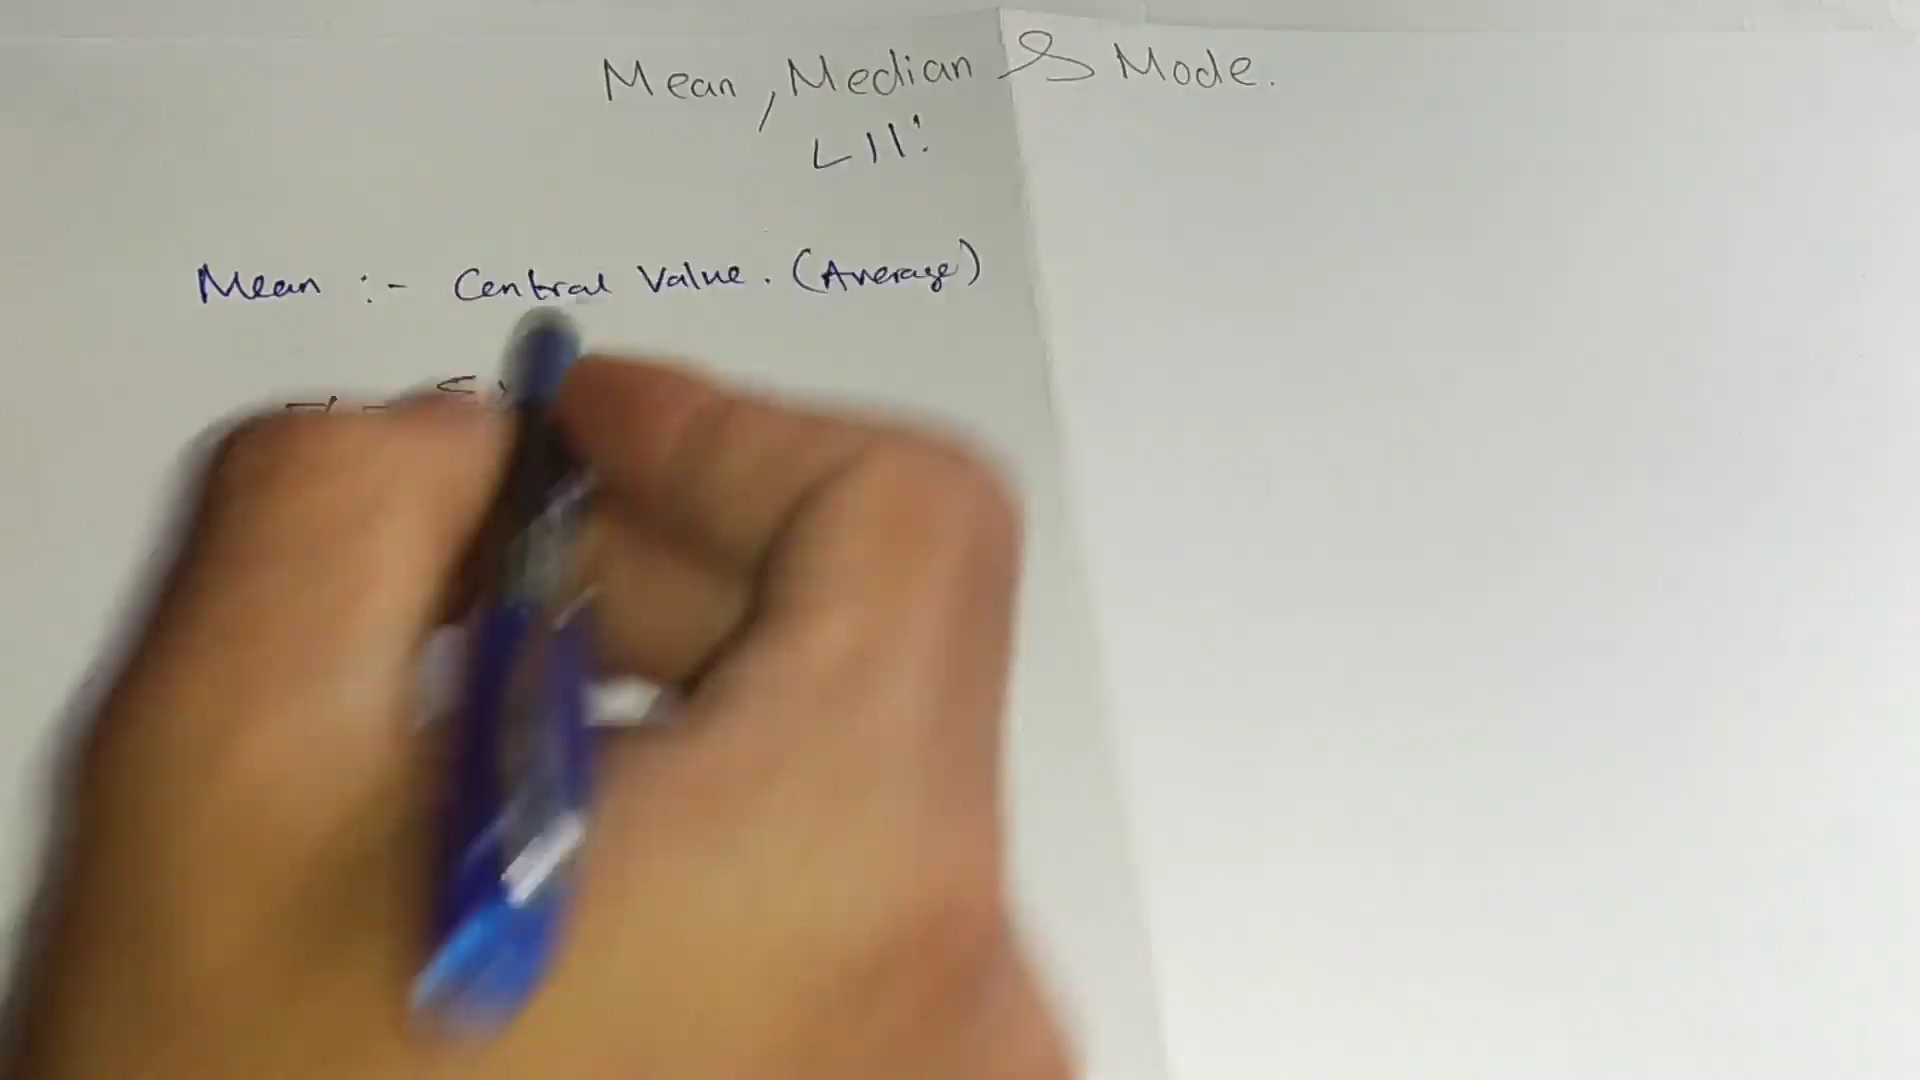 Mean, Median & Mode.
L11:
Mean :- Central Value. (Average)